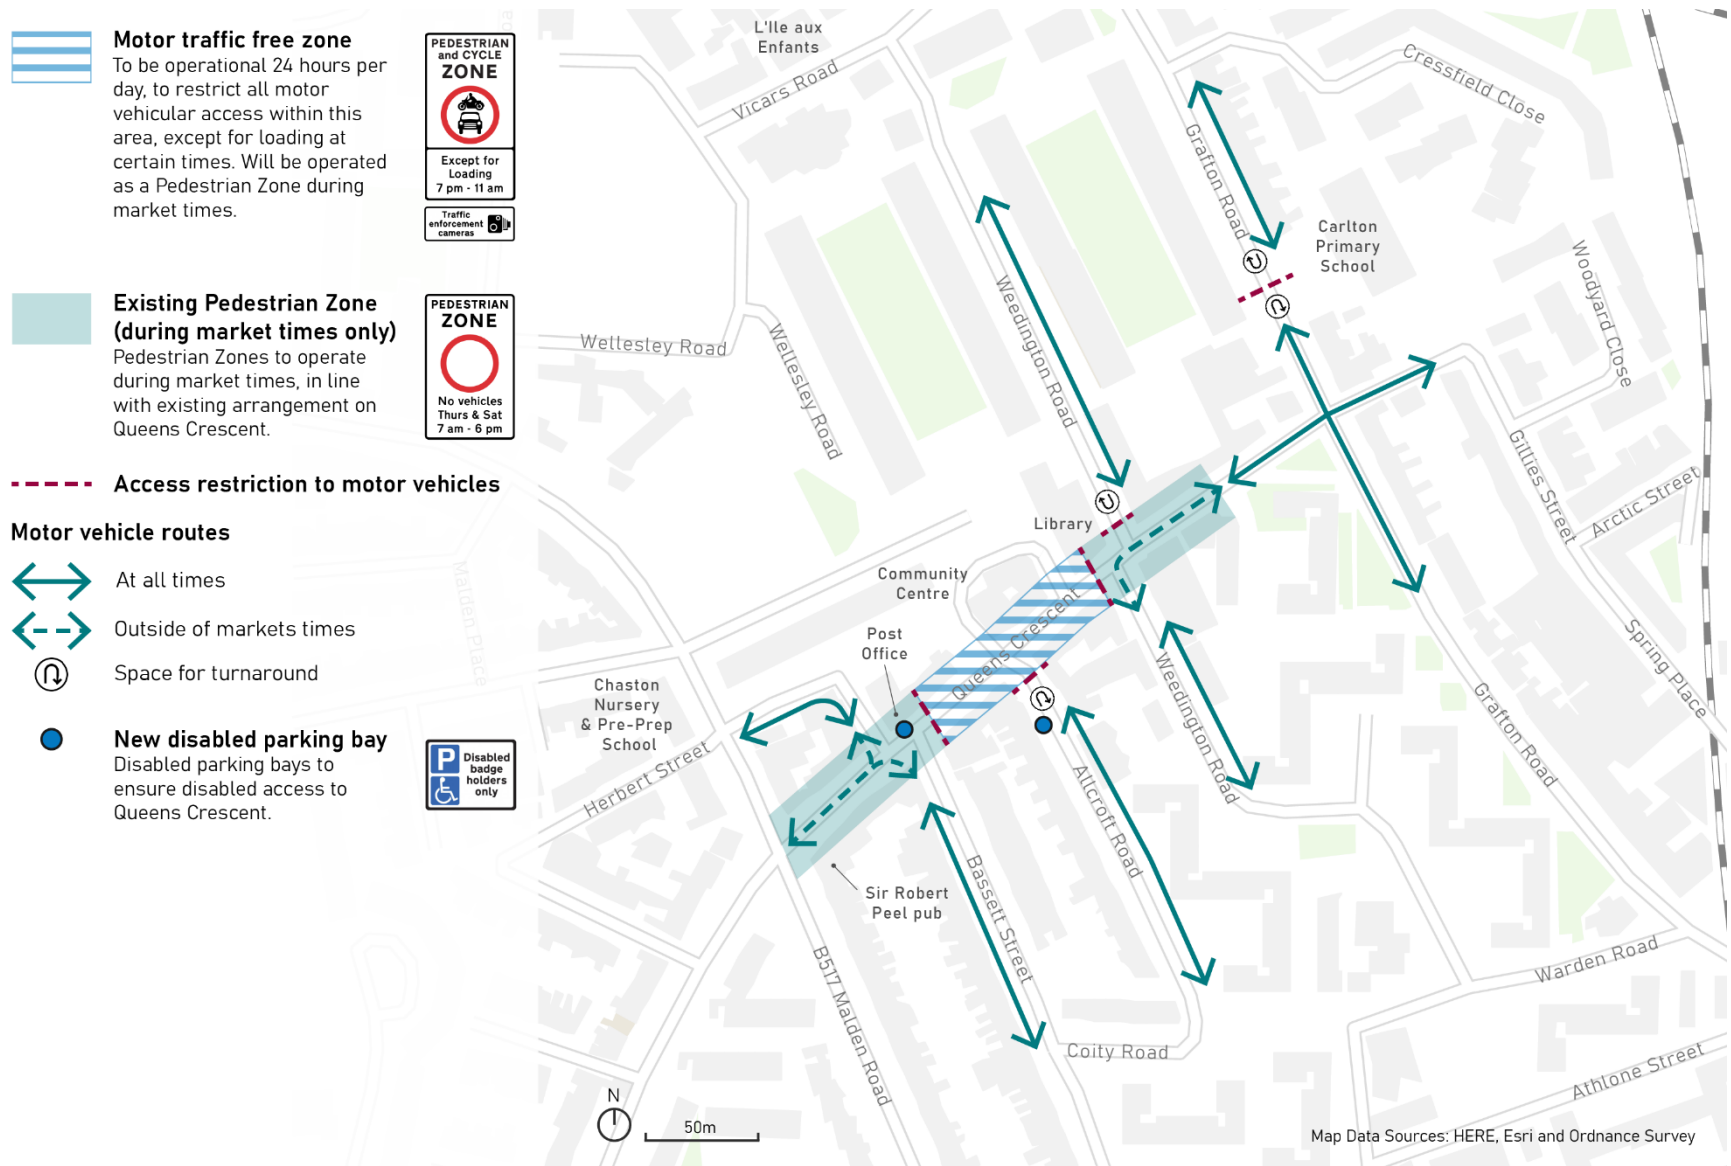 Motor traffic free zone
To be operational 24 hours per
day, to restrict all motor
vehicular access within this
area, except for loading at
certain times. Will be operated
as a Pedestrian Zone during
market times.
PEDESTRIAN
and CYCLE
ZONE
Except for
Loading
7 pm - 11 am
Traffic
enforcement
cameras
Existing Pedestrian Zone
(during market times only)
Pedestrian Zones to operate
during market times, in line
with existing arrangement on
Queens Crescent.
PEDESTRIAN
ZONE
No vehicles
Thurs & Sat
7 am - 6 pm
Access restriction to motor vehicles
Motor vehicle routes
At all times
Outside of markets times
Space for turnaround
New disabled parking bay
Disabled parking bays to
ensure disabled access to
Queens Crescent.
P
Disabled
badge
holders
only
L'Ile aux
Enfants
Vicars Road
Cressfield Close
Grafton Road
Carlton
Primary
School
Woodyard Close
Weedington Road
Wellesley Road
Wellesley Road
Gillies Street
Arctic Street
Library
Malden Place
Community
Centre
Queens Crescent
Post
Office
Spring Place
Chaston
Nursery
& Pre-Prep
School
Weedington Road
Grafton Road
Herbert Street
Allcroft Road
Sir Robert
Peel pub
Bassett Street
Warden Road
B517 Malden Road
Coity Road
Athlone Street
N
50m
Map Data Sources: HERE, Esri and Ordnance Survey